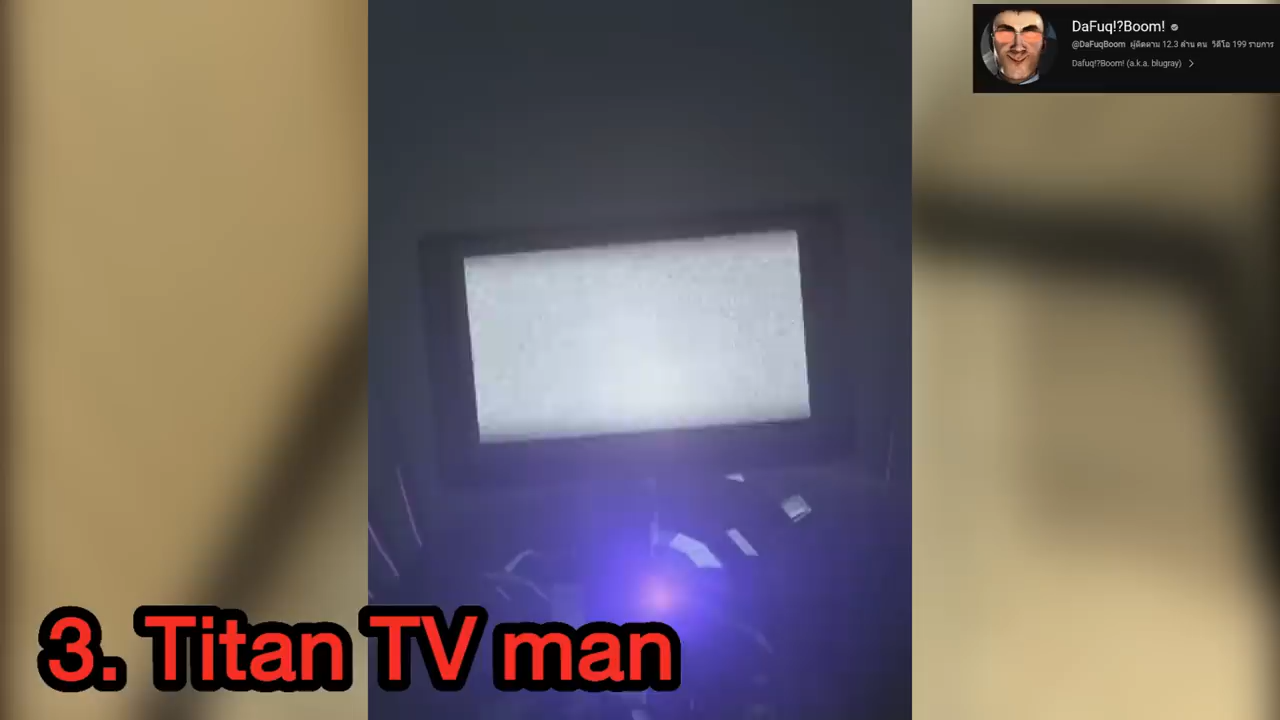 DaFuq!?Boom!
@DaFuqBoom ผู้ติดตาม 12.3 ล้าน คน วิดีโอ 199 รายการ
Dafuq!?Boom! (a.k.a. blugray)
3. Titan TV man